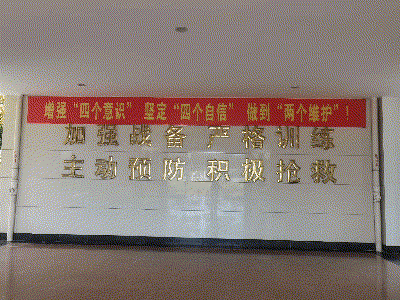 增强“四个意识” 坚定“四个自信” 做到“两个维护”！
加强战备 严格训练
主动预防 积极抢救